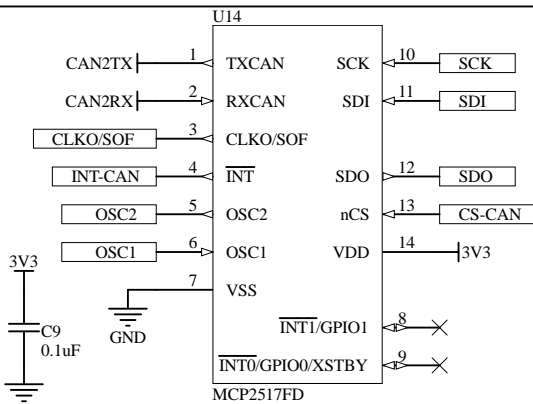 U14
CAN2TX 1 TXCAN SCK 10 SCK
CAN2RX 2 RXCAN SDI 11 SDI
CLKO/SOF 3 CLKO/SOF
INT-CAN 4 INT SDO 12 SDO
OSC2 5 OSC2 nCS 13 CS-CAN
OSC1 6 OSC1 VDD 14 3V3
3V3
7 VSS
GND
INT1/GPIO1 8
C9
0.1uF
INT0/GPIO0/XSTBY 9
MCP2517FD